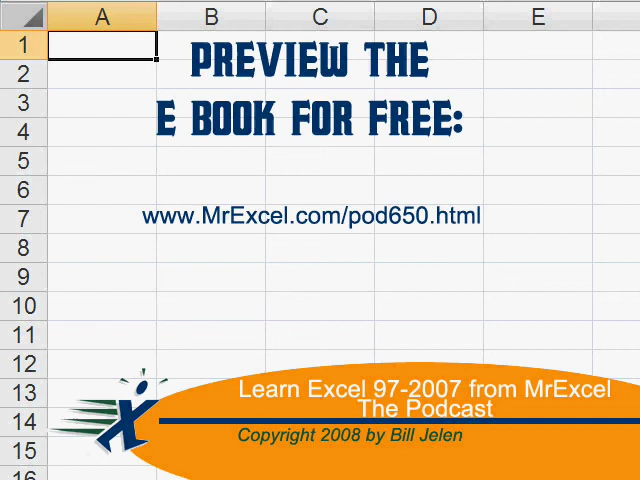 A B C D E
1
PREVIEW THE
2
3
E BOOK FOR FREE:
4
5
6
7
www.MrExcel.com/pod650.html
8
9
10
11
12
13
Learn Excel 97-2007 from MrExcel
The Podcast
14
Copyright 2008 by Bill Jelen
15
16